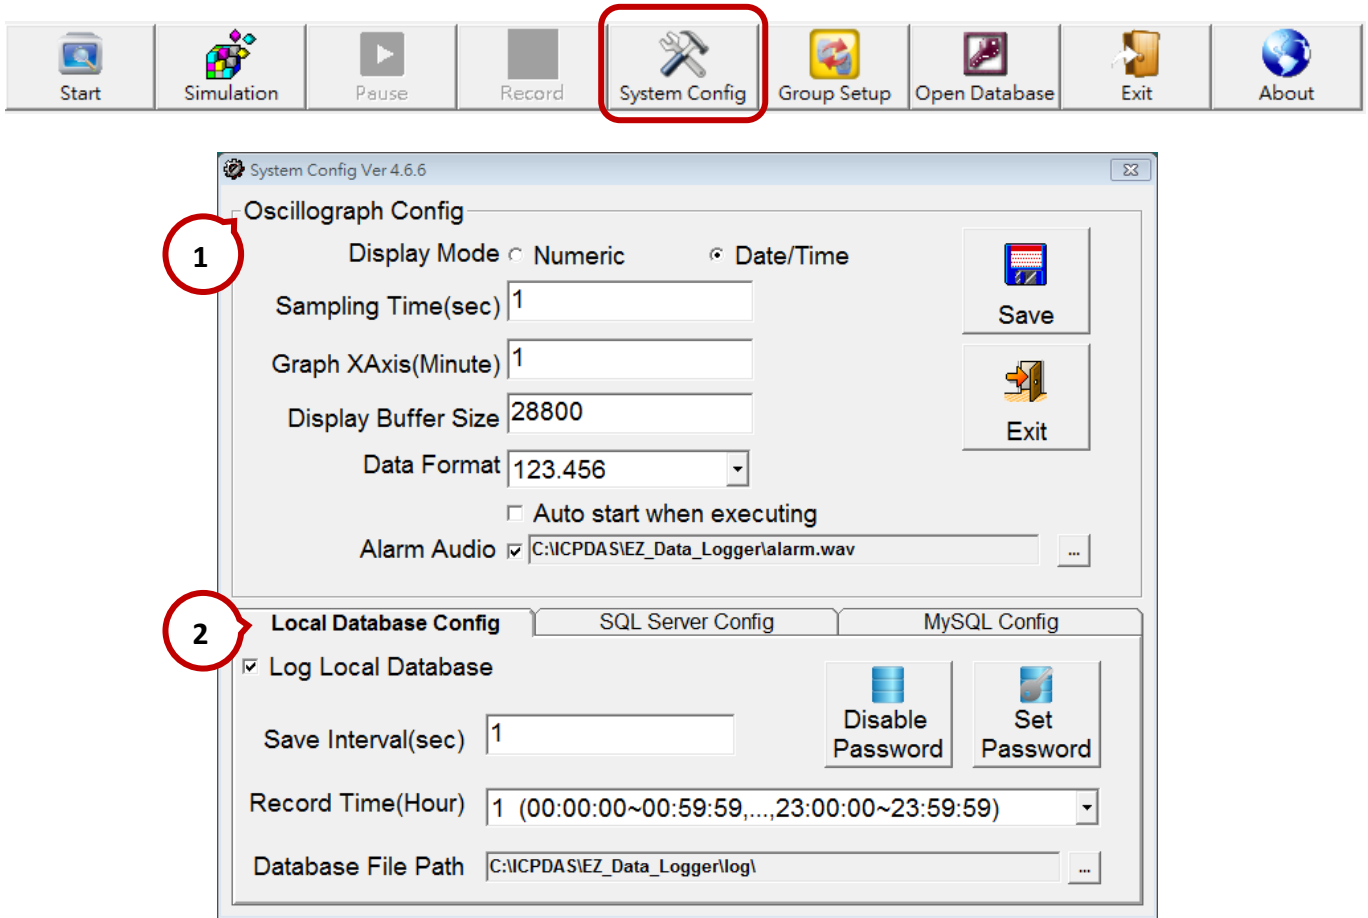 Start Simulation Pause Record System Config Group Setup Open Database Exit About
System Config Ver 4.6.6
Oscillograph Config
1
Display Mode Numeric Date/Time
Sampling Time(sec) 1
Save
Graph XAxis(Minute) 1
Display Buffer Size 28800
Exit
Data Format 123.456
Auto start when executing
Alarm Audio C:\ICPDAS\EZ_Data_Logger\alarm.wav ...
2
Local Database Config SQL Server Config MySQL Config
Log Local Database
Disable Password
Set Password
Save Interval(sec) 1
Record Time(Hour) 1 (00:00:00~00:59:59,...,23:00:00~23:59:59)
Database File Path C:\ICPDAS\EZ_Data_Logger\log\ ...